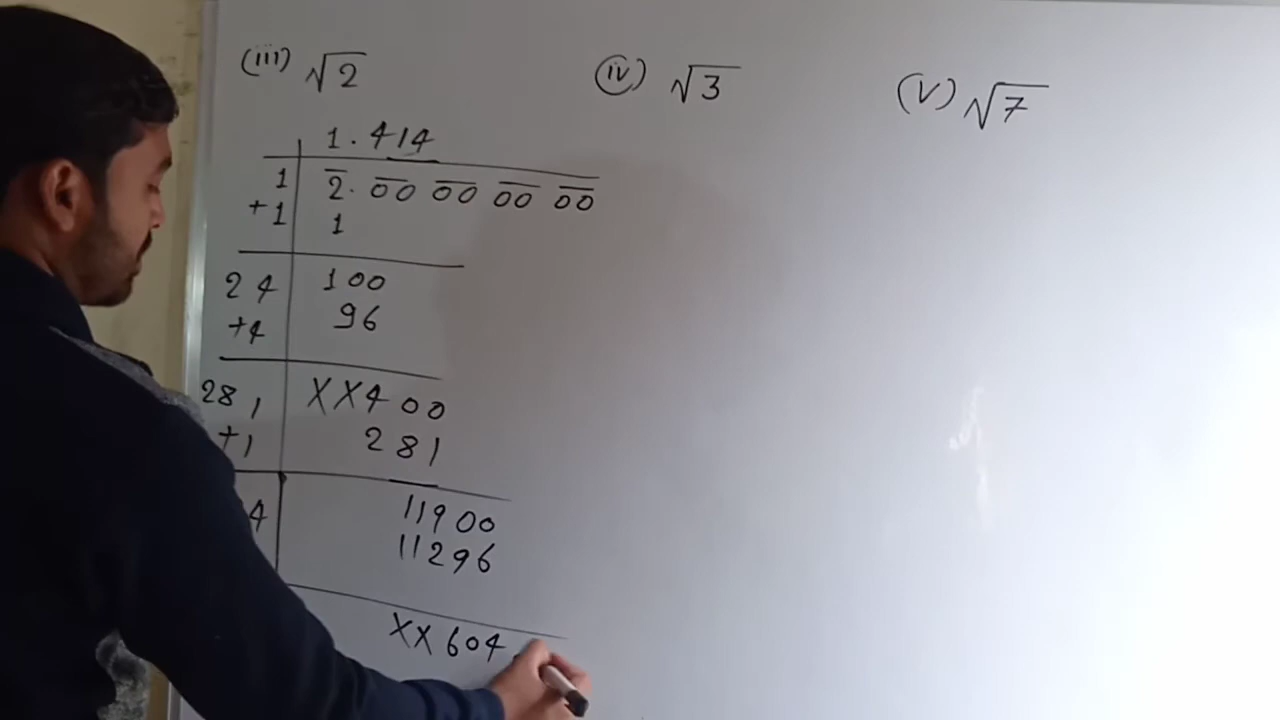 (iii) √2
(iv) √3
(v) √7
1.414
1 2.00 00 00 00
+1 1
24 100
+4 96
281 XX400
+1 281
4 11900
11296
XX604